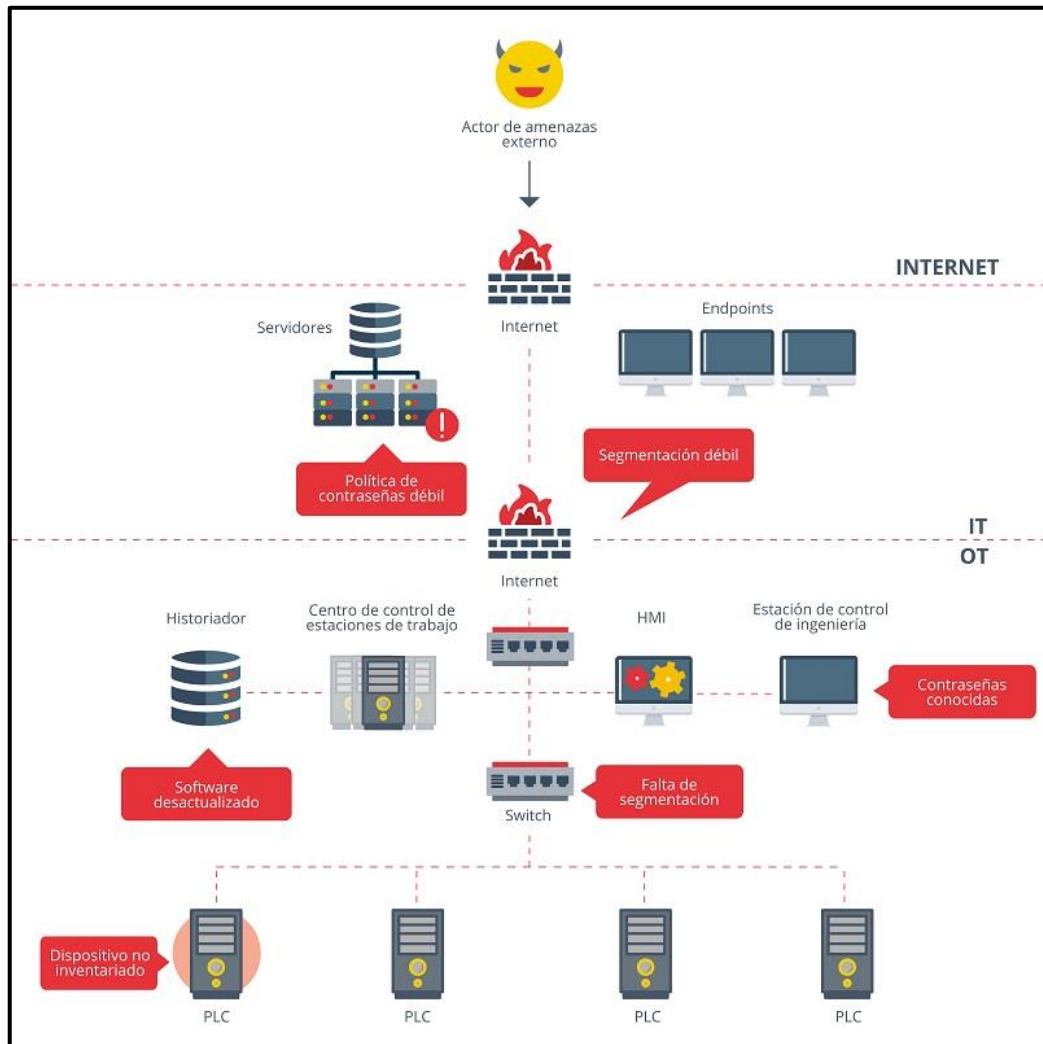 Actor de amenazas
externo
INTERNET
Internet
Servidores
Endpoints
Política de
contraseñas débil
Segmentación débil
IT
OT
Internet
Historiador
Centro de control de
estaciones de trabajo
HMI
Estación de control
de ingeniería
Contraseñas
conocidas
Software
desactualizado
Falta de
segmentación
Switch
Dispositivo no
inventariado
PLC
PLC
PLC
PLC